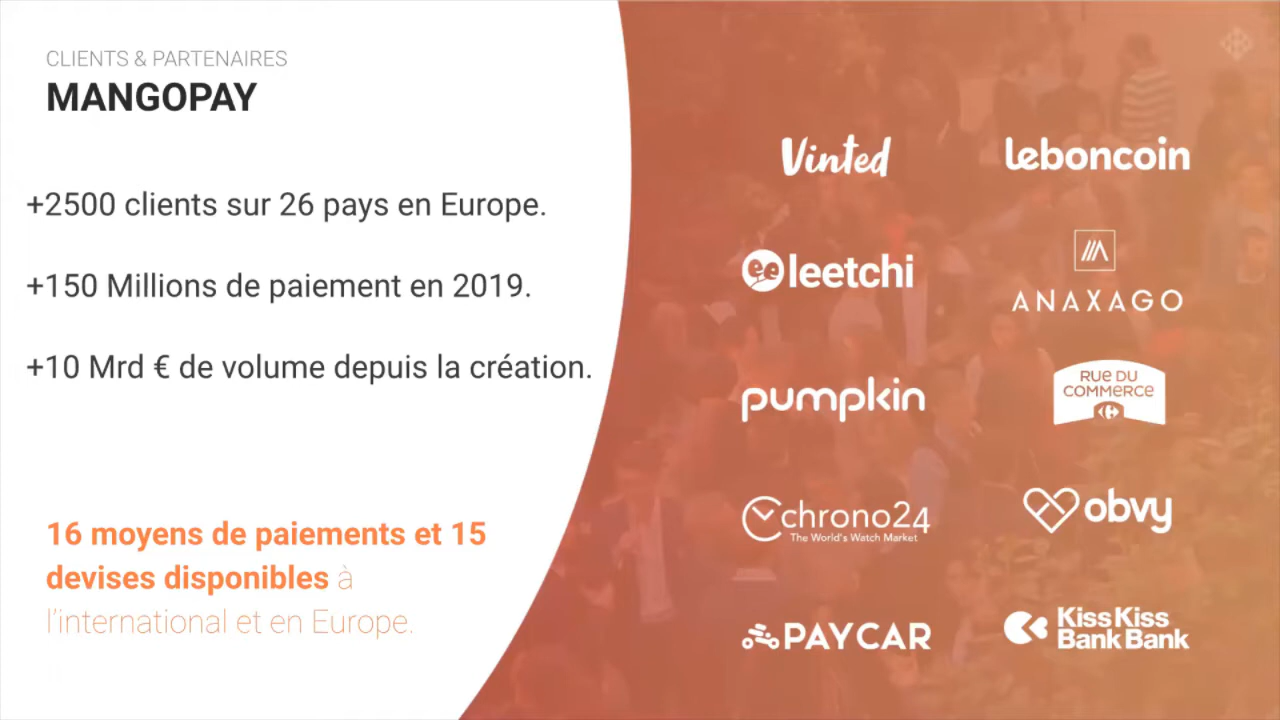 CLIENTS & PARTENAIRES
MANGOPAY
+2500 clients sur 26 pays en Europe.
+150 Millions de paiement en 2019.
+10 Mrd € de volume depuis la création.
16 moyens de paiements et 15
devises disponibles à
l'international et en Europe.
Vinted
leboncoin
leetchi
ANAXAGO
pumpkin
RUE DU
COMMERCE
chrono24
The World's Watch Market
obvy
PAYCAR
KissKiss
BankBank